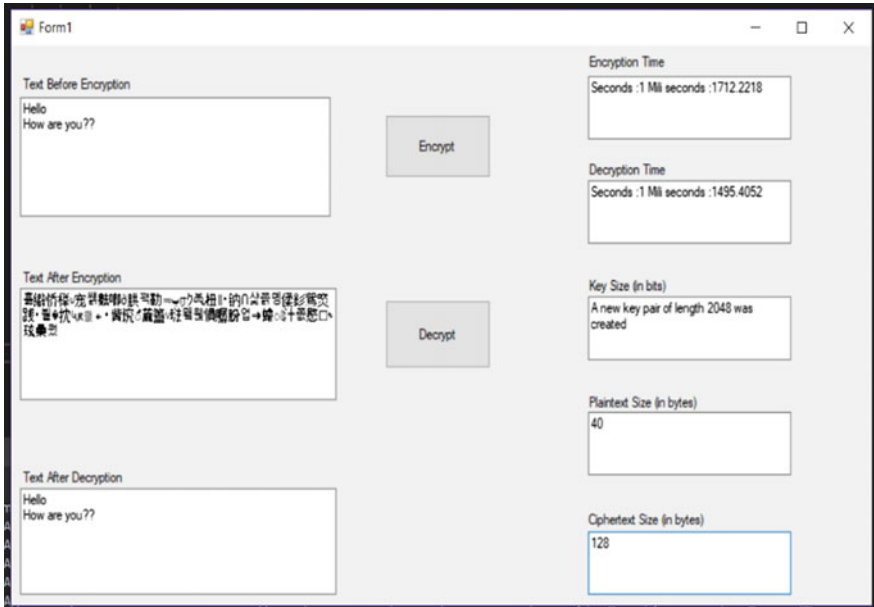 Form1
Text Before Encryption
Hello
How are you??
Encrypt
Text After Encryption
Decrypt
Text After Decryption
Hello
How are you??
Encryption Time
Seconds :1 Mili seconds :1712.2218
Decryption Time
Seconds :1 Mili seconds :1495.4052
Key Size (in bits)
A new key pair of length 2048 was
created
Plaintext Size (in bytes)
40
Ciphertext Size (in bytes)
128